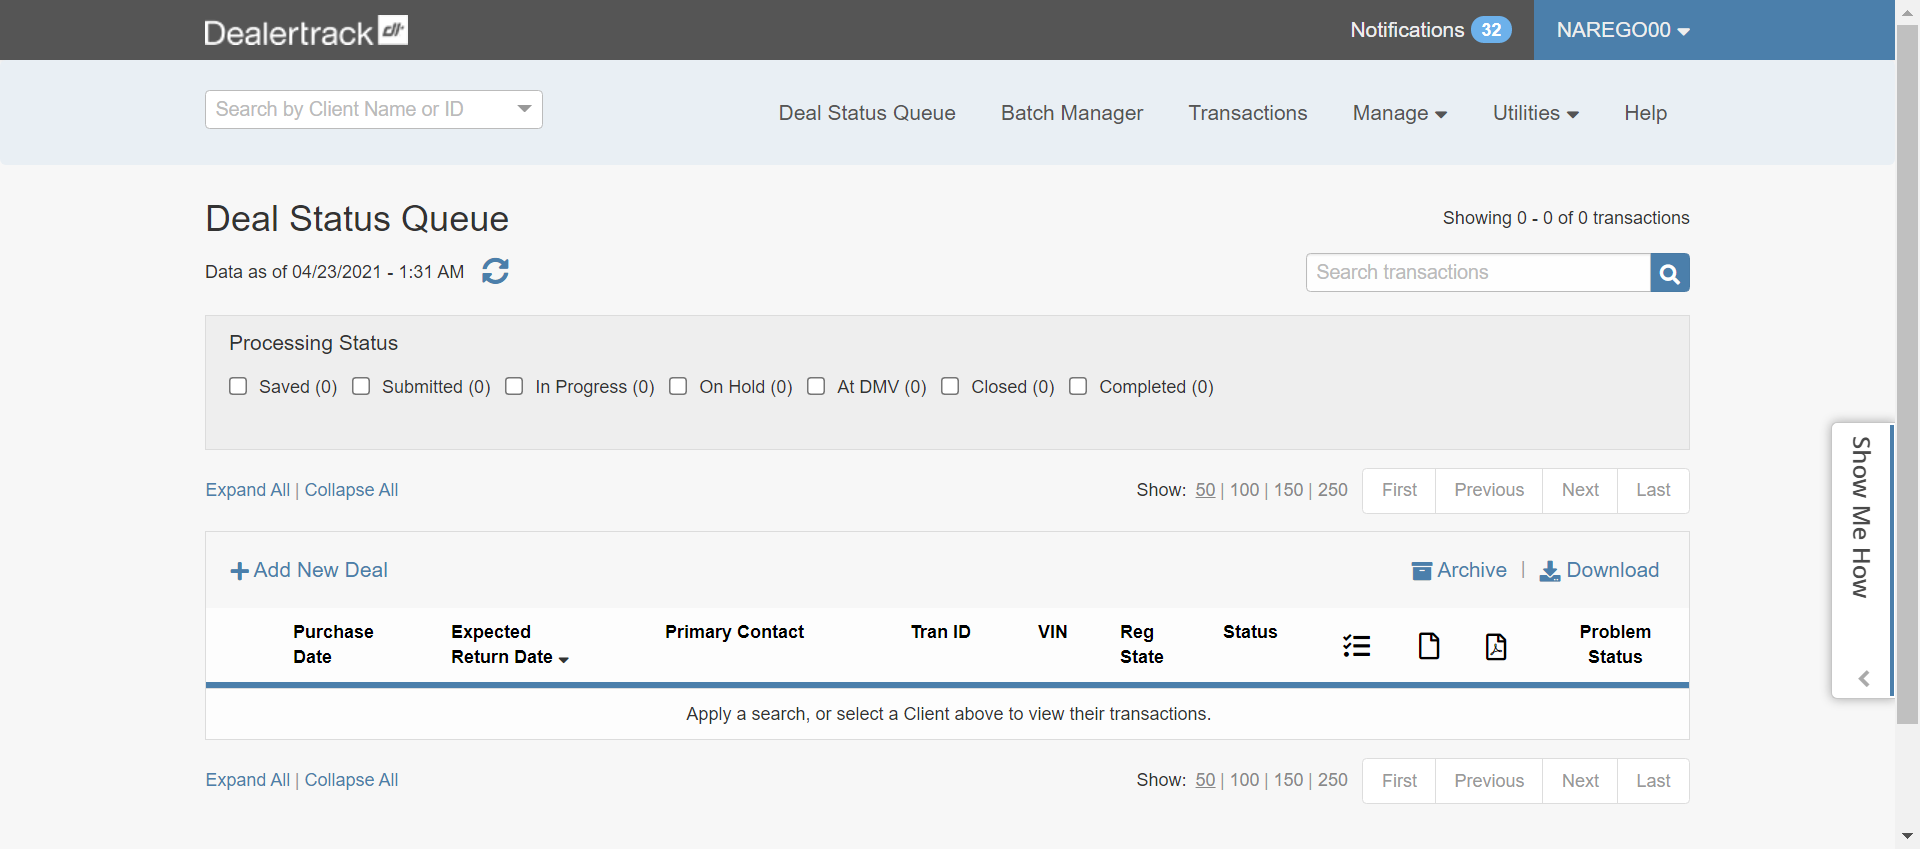 Dealertrack dt
Notifications 32
NAREGO00
Search by Client Name or ID
Deal Status Queue Batch Manager Transactions Manage Utilities Help
Deal Status Queue
Showing 0 - 0 of 0 transactions
Data as of 04/23/2021 - 1:31 AM
Search transactions
Processing Status
Saved (0) Submitted (0) In Progress (0) On Hold (0) At DMV (0) Closed (0) Completed (0)
Expand All | Collapse All
Show: 50 | 100 | 150 | 250 First Previous Next Last
Show Me How
Add New Deal
Archive | Download
Purchase Date
Expected Return Date
Primary Contact
Tran ID
VIN
Reg State
Status
Problem Status
Apply a search, or select a Client above to view their transactions.
Expand All | Collapse All
Show: 50 | 100 | 150 | 250 First Previous Next Last